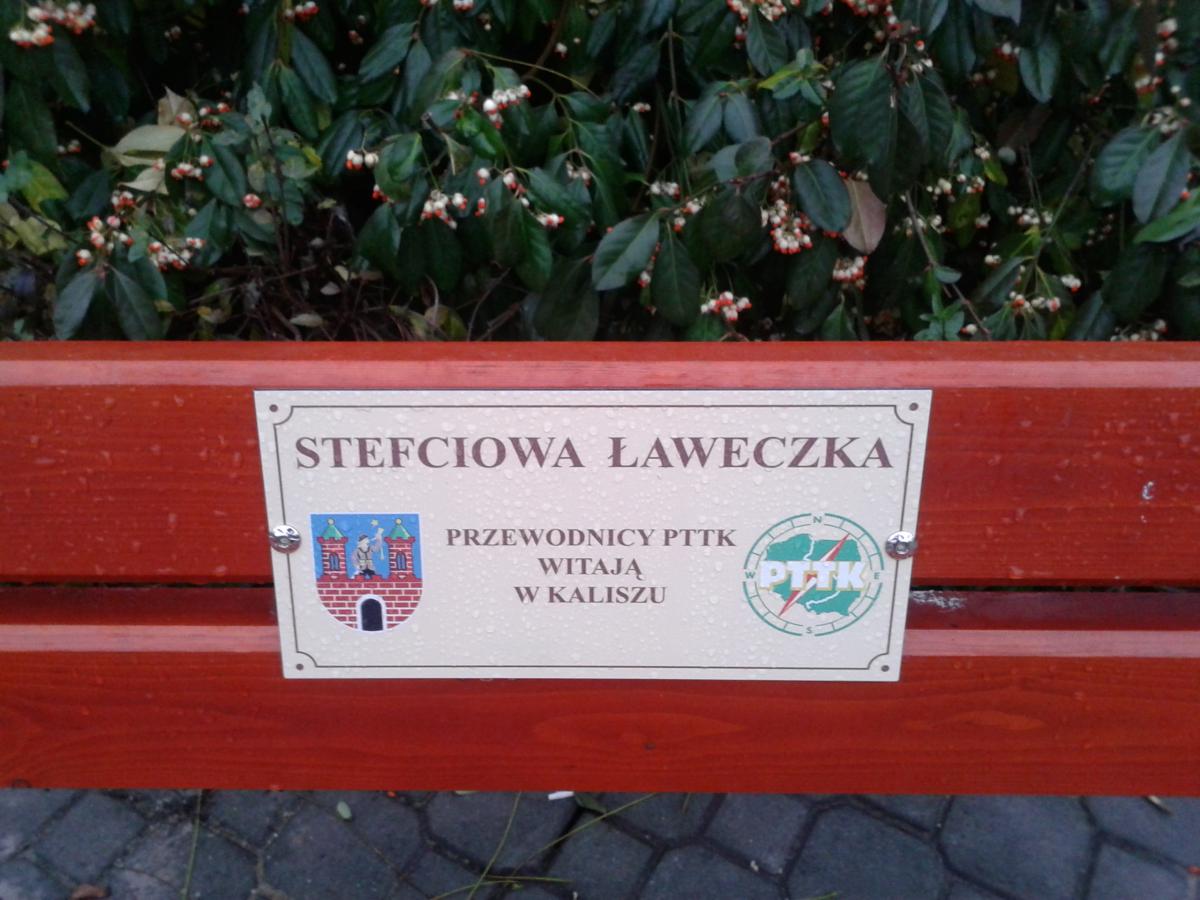 STEFCIOWA ŁAWECZKA
PRZEWODNICY PTTK
WITAJĄ
W KALISZU
N
W
PTTK
E
S